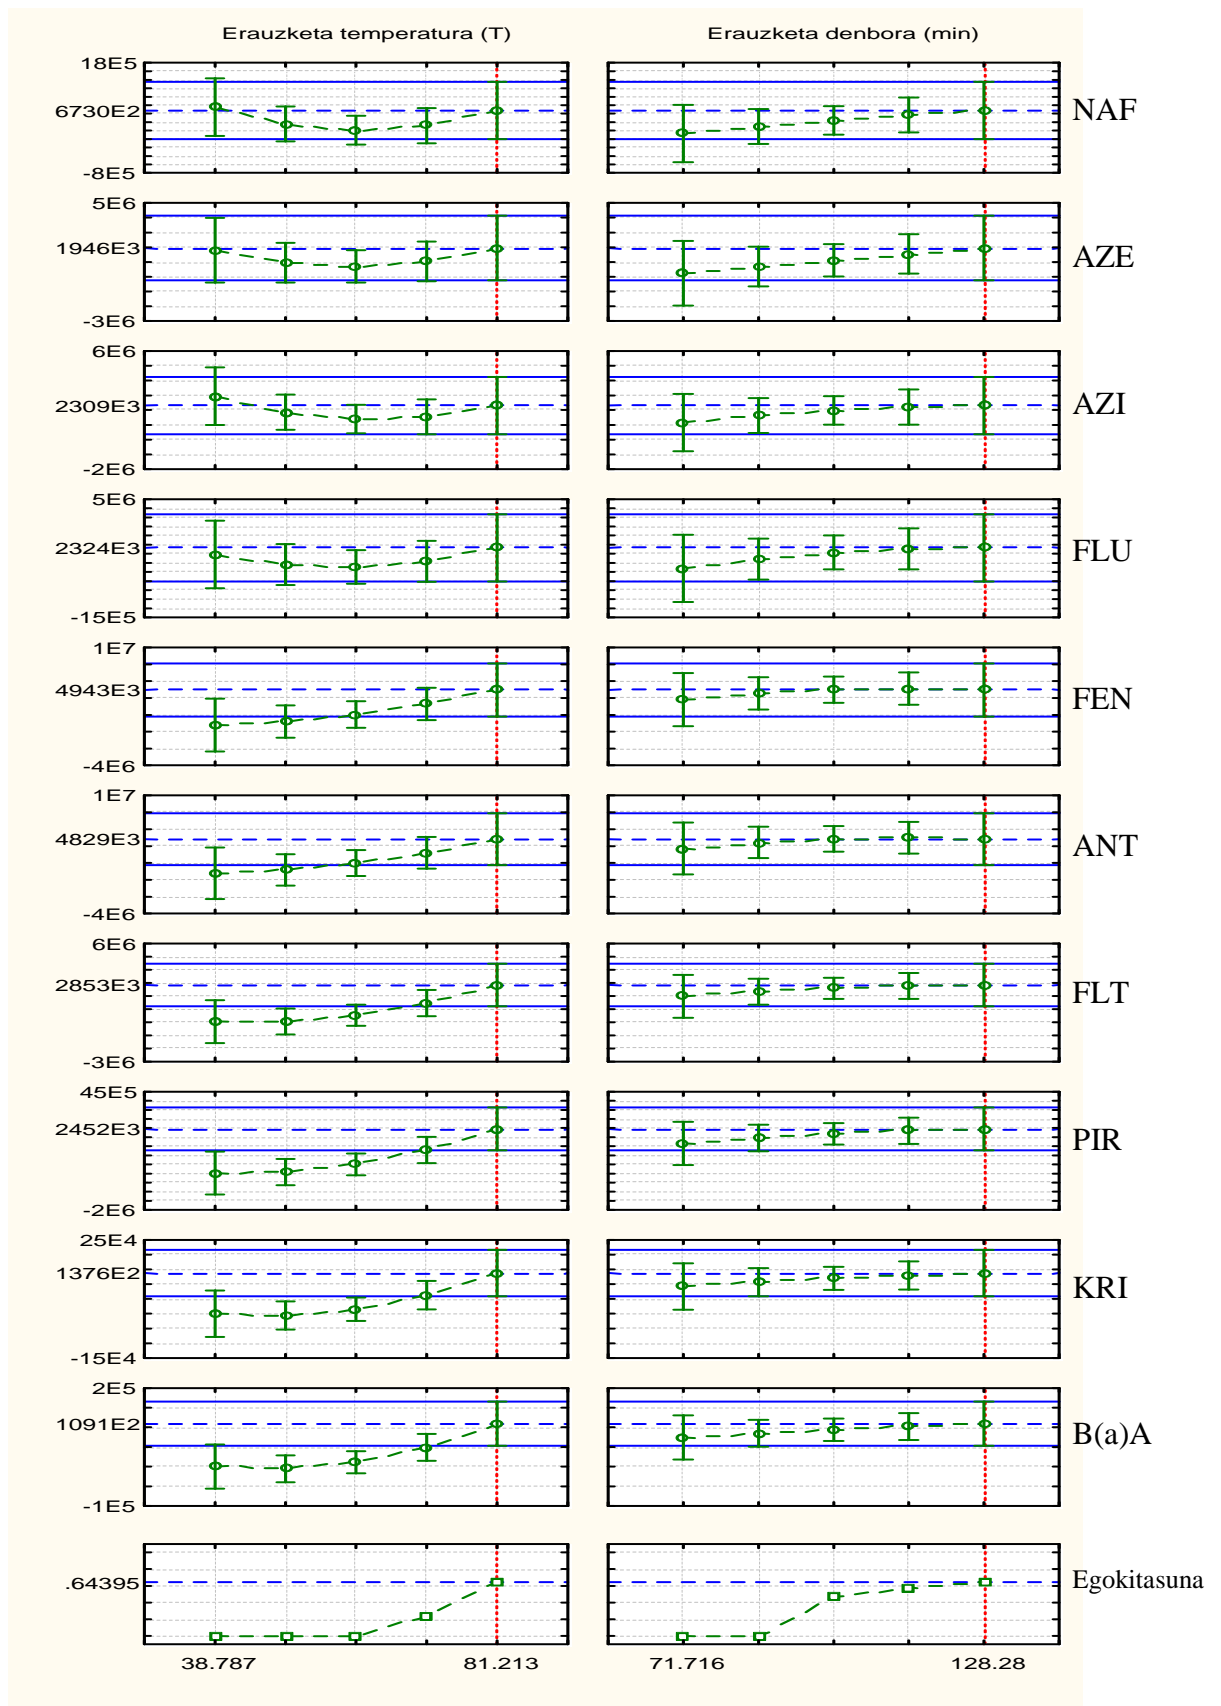 Erauzketa temperatura (T) Erauzketa denbora (min)
18E5
6730E2
-8E5
NAF
5E6
1946E3
-3E6
AZE
6E6
2309E3
-2E6
AZI
5E6
2324E3
-15E5
FLU
1E7
4943E3
-4E6
FEN
1E7
4829E3
-4E6
ANT
6E6
2853E3
-3E6
FLT
45E5
2452E3
-2E6
PIR
25E4
1376E2
-15E4
KRI
2E5
1091E2
-1E5
B(a)A
.64395
Egokitasuna
38.787 81.213 71.716 128.28